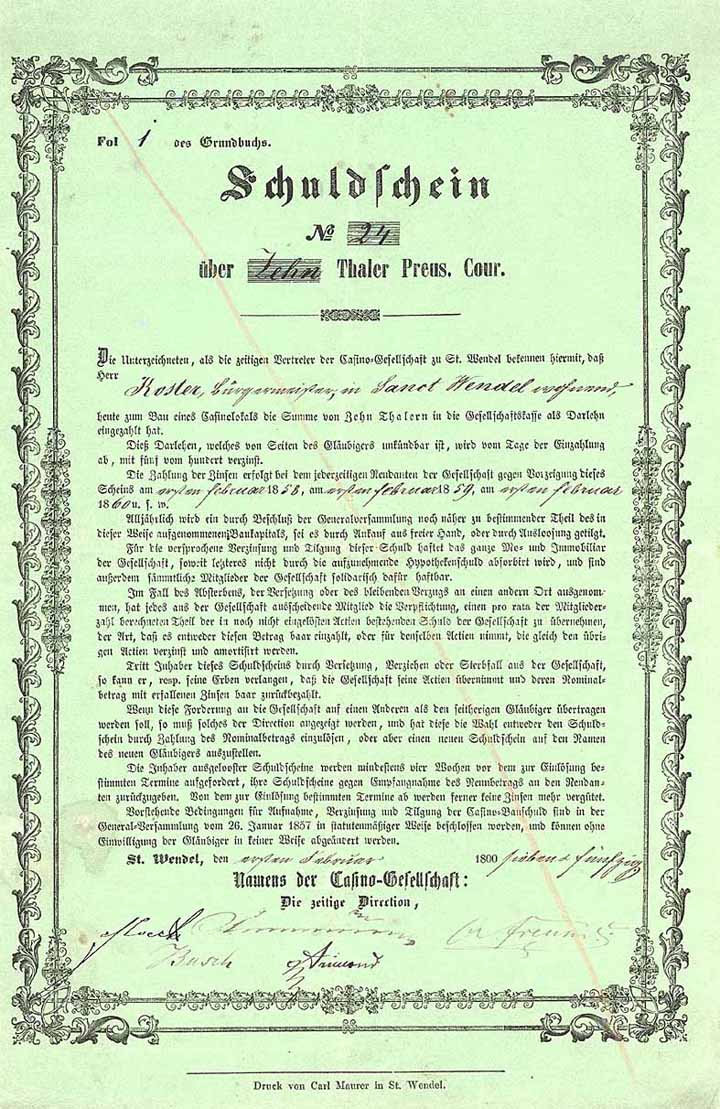 Fol 1 des Grundbuchs.
Schuldschein
No 24
über Zehn Thaler Preus. Cour.
Die Unterzeichneten, als die zeitigen Vertreter der Casino-Gesellschaft zu St. Wendel bekennen hiermit, daß
Herr
Bürgermeister, in Sanct Wendel wohnend,
heute zum Bau eines Casinolokals die Summe von Zehn Thalern in die Gesellschaftskasse als Darlehn
eingezahlt hat.
Dieß Darlehen, welches von Seiten des Gläubigers unkündbar ist, wird vom Tage der Einzahlung
ab, mit fünf vom hundert verzinst.
Die Zahlung der Zinsen erfolgt bei dem jederzeitigen Rendanten der Gesellschaft gegen Vorzeigung dieses
Scheins am ersten Februar 1858, am ersten Februar 1859, am ersten Februar
1860 u. s. w.
Alljährlich wird ein durch Beschluß der Generalversammlung noch näher zu bestimmender Theil des in
dieser Weise aufgenommenen Baukapitals, sei es durch Ankauf aus freier Hand, oder durch Ausloosung getilgt.
Für die versprochene Verzinsung und Tilgung dieser Schuld haftet das ganze Mo- und Immobiliar
der Gesellschaft, soweit letzteres nicht durch die aufzunehmende Hypothekenschuld absorbirt wird, und sind
außerdem sämmtliche Mitglieder der Gesellschaft solidarisch dafür haftbar.
Im Fall des Absterbens, der Versetzung oder des bleibenden Verzugs an einen andern Ort ausgenom-
men, hat jedes aus der Gesellschaft ausscheidende Mitglied die Verpflichtung, einen pro rata der Mitglieder-
zahl berechneten Theil der in noch nicht eingelösten Actien bestehenden Schuld der Gesellschaft zu übernehmen,
der Art, daß es entweder diesen Betrag baar einzahlt, oder für denselben Actien nimmt, die gleich den übri-
gen Actien verzinst und amortisirt werden.
Tritt Inhaber dieses Schuldscheins durch Versetzung, Verziehen oder Sterbfall aus der Gesellschaft,
so kann er, resp. seine Erben verlangen, daß die Gesellschaft seine Actien übernimmt und deren Nominal-
betrag mit erfallenen Zinsen baar zurückbezahlt.
Wenn diese Forderung an die Gesellschaft auf einen Anderen als den seitherigen Gläubiger übertragen
werden soll, so muß solches der Direction angezeigt werden, und hat diese die Wahl entweder den Schuld-
schein durch Zahlung des Nominalbetrags einzulösen, oder aber einen neuen Schuldschein auf den Namen
des neuen Gläubigers auszustellen.
Die Inhaber ausgelooster Schuldscheine werden mindestens vier Wochen vor dem zur Einlösung be-
stimmten Termine aufgefordert, ihre Schuldscheine gegen Empfangnahme des Nennbetrags an den Rendan-
ten zurückzugeben. Von dem zur Einlösung bestimmten Termine ab werden ferner keine Zinsen mehr vergütet.
Vorstehende Bedingungen für Aufnahme, Verzinsung und Tilgung der Casino-Bauschuld sind in der
General-Versammlung vom 26. Januar 1857 in statutenmäßiger Weise beschlossen worden, und können ohne
Einwilligung der Gläubiger in keiner Weise abgeändert werden.
St. Wendel, den ersten Februar 1800 sieben & fünfzig
Namens der Casino-Gesellschaft:
Die zeitige Direction,
Busch
Druck von Carl Maurer in St. Wendel.